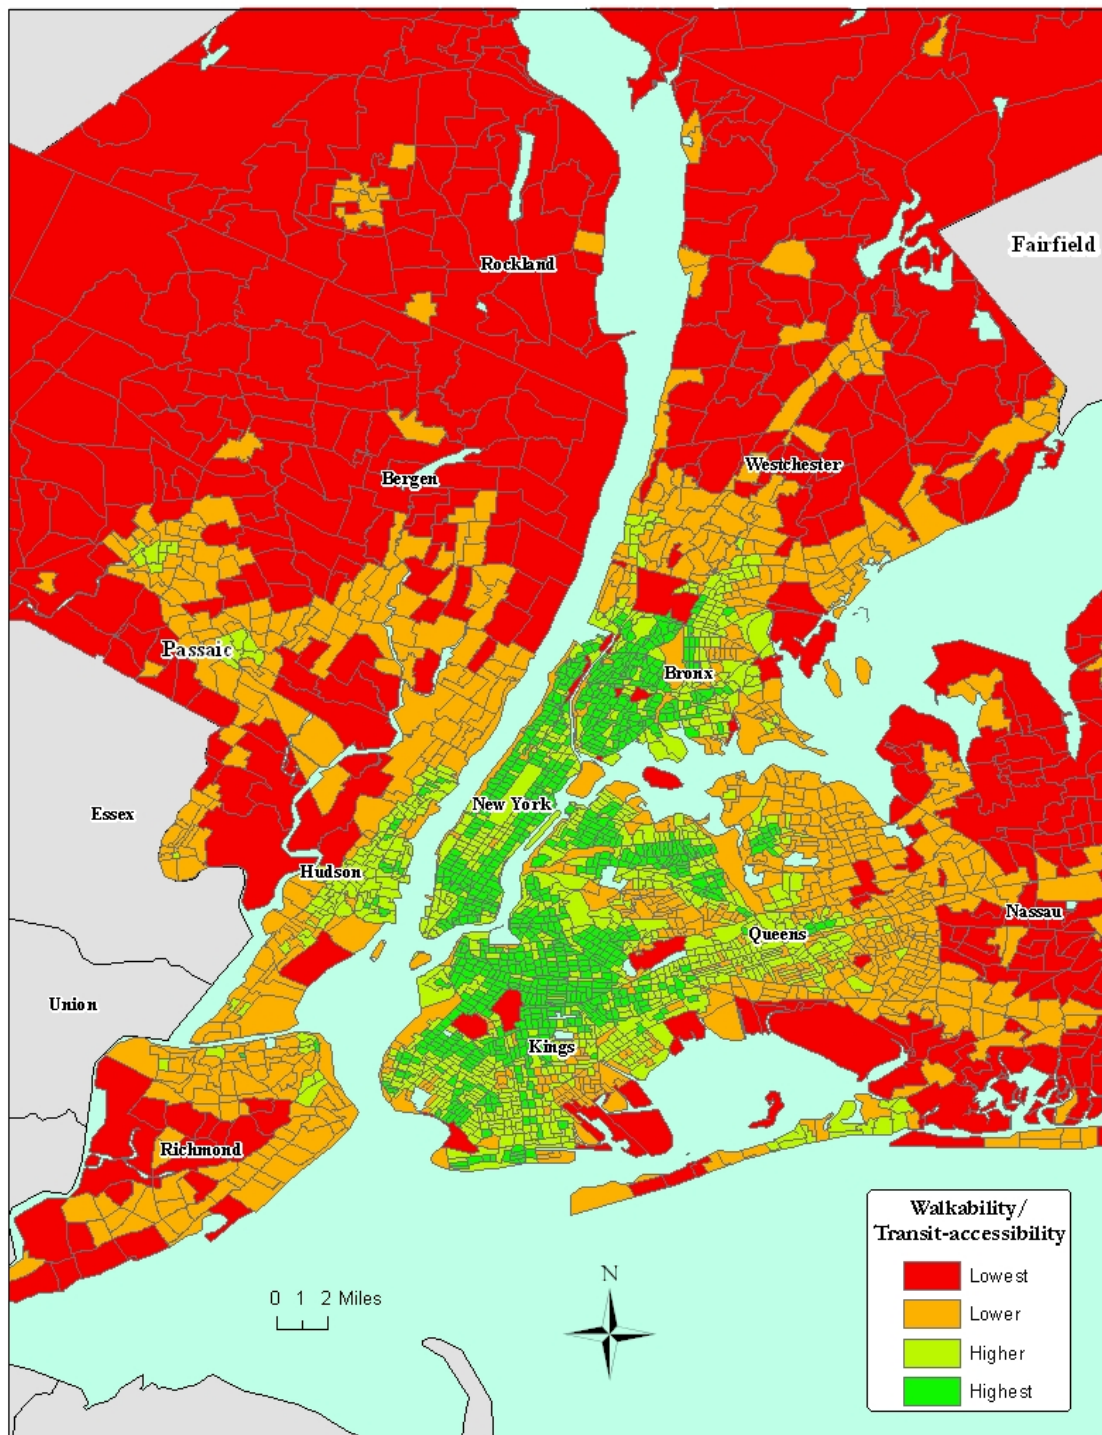 Fairfield
Rockland
Westchester
Bergen
Passaic
Bronx
New York
Essex
Hudson
Nassau
Queens
Union
Kings
Richmond
Walkability/
Transit-accessibility
Lowest
Lower
Higher
Highest
N
0 1 2 Miles